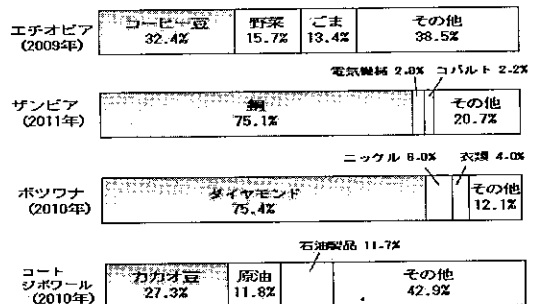 コーヒー豆 野菜 ごま その他
エチオピア
(2009年) 32.4% 15.7% 13.4% 38.5%
電気機械 2.0% コバルト 2.2%
ザンビア 銅 その他
(2011年) 75.1% 20.7%
ニッケル 衣類 4.0%
ボツワナ ダイヤモンド その他
(2010年) 75.4% 12.1%
石油製品 11.7%
コート
ジボワール カカオ豆 原油 その他
(2010年) 27.3% 11.8% 42.9%